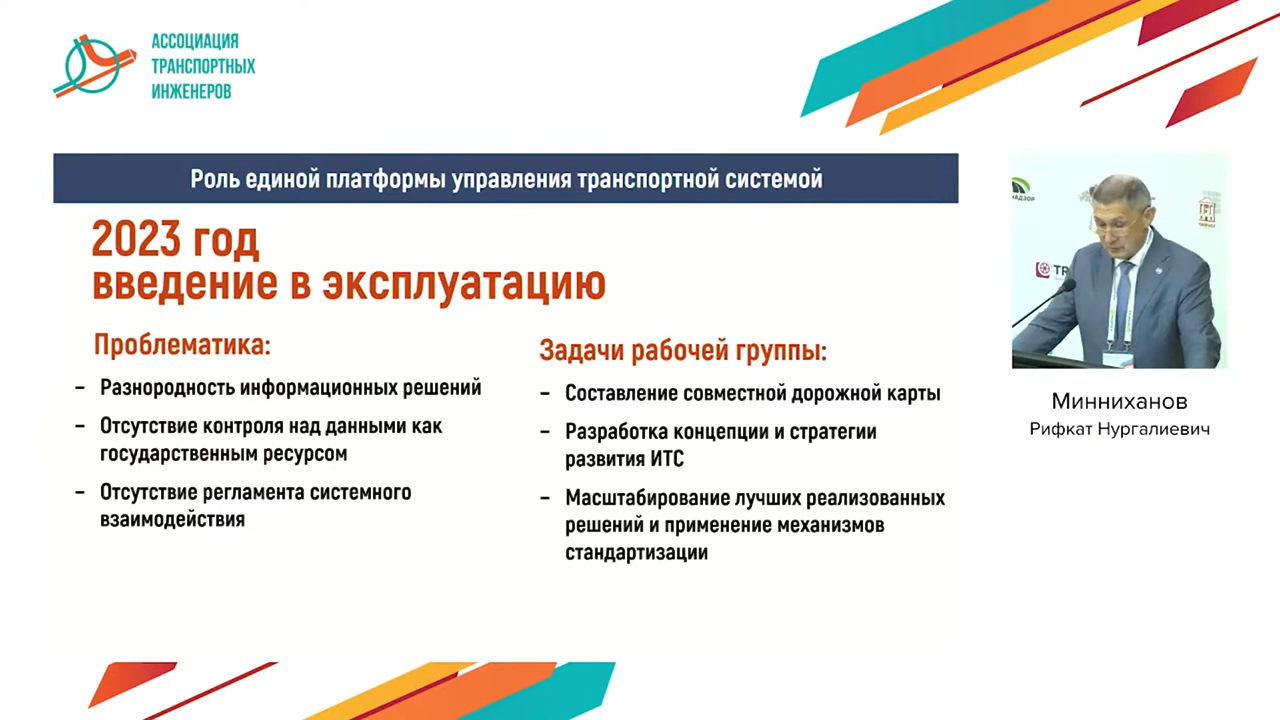 АССОЦИАЦИЯ
ТРАНСПОРТНЫХ
ИНЖЕНЕРОВ
Роль единой платформы управления транспортной системой
2023 год
введение в эксплуатацию
Проблематика:
– Разнородность информационных решений
– Отсутствие контроля над данными как
государственным ресурсом
– Отсутствие регламента системного
взаимодействия
Задачи рабочей группы:
– Составление совместной дорожной карты
– Разработка концепции и стратегии
развития ИТС
– Масштабирование лучших реализованных
решений и применение механизмов
стандартизации
Минниханов
Рифкат Нургалиевич